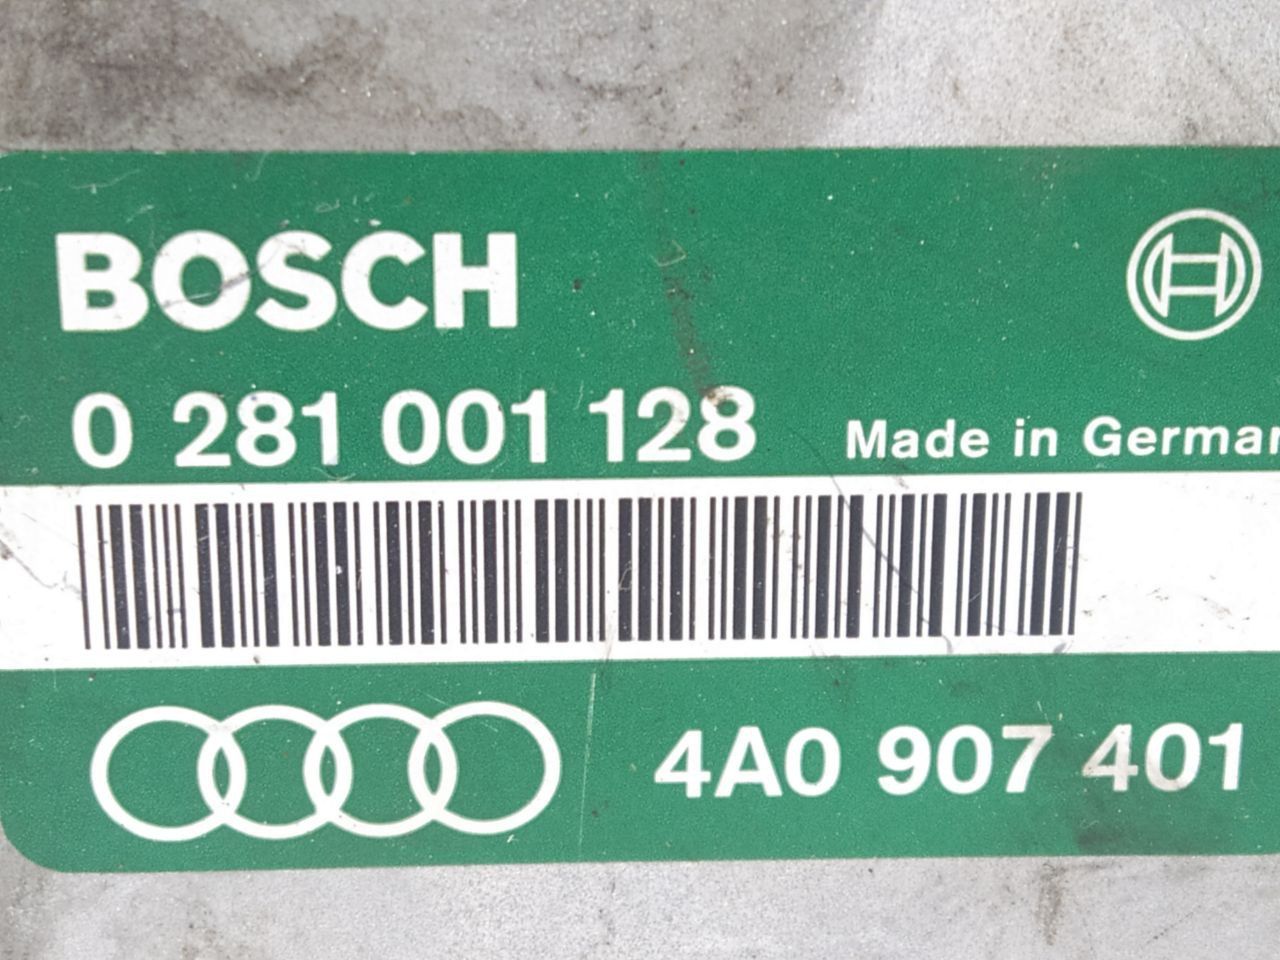 BOSCH
0 281 001 128 Made in German
4A0 907 401